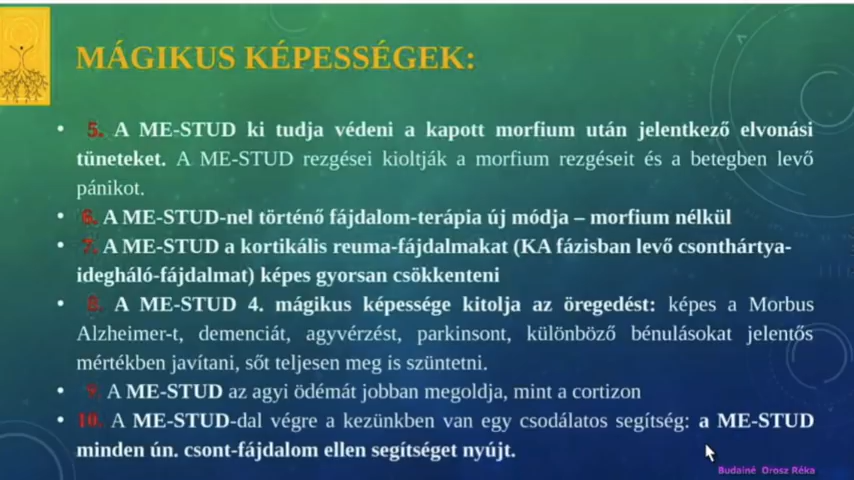 MÁGIKUS KÉPESSÉGEK:
• 5. A ME-STUD ki tudja védeni a kapott morfium után jelentkező elvonási
tüneteket. A ME-STUD rezgései kioltják a morfium rezgéseit és a betegben levő
pánikot.
• 6. A ME-STUD-nel történő fájdalom-terápia új módja – morfium nélkül
• 7. A ME-STUD a kortikális reuma-fájdalmakat (KA fázisban levő csonthártya-
idegháló-fájdalmat) képes gyorsan csökkenteni
• 8. A ME-STUD 4. mágikus képessége kitolja az öregedést: képes a Morbus
Alzheimer-t, demenciát, agyvérzést, parkinsont, különböző bénulásokat jelentős
mértékben javítani, sőt teljesen meg is szüntetni.
• 9. A ME-STUD az agyi ödémát jobban megoldja, mint a cortizon
• 10. A ME-STUD-dal végre a kezünkben van egy csodálatos segítség: a ME-STUD
minden ún. csont-fájdalom ellen segítséget nyújt.
Budainé Orosz Réka